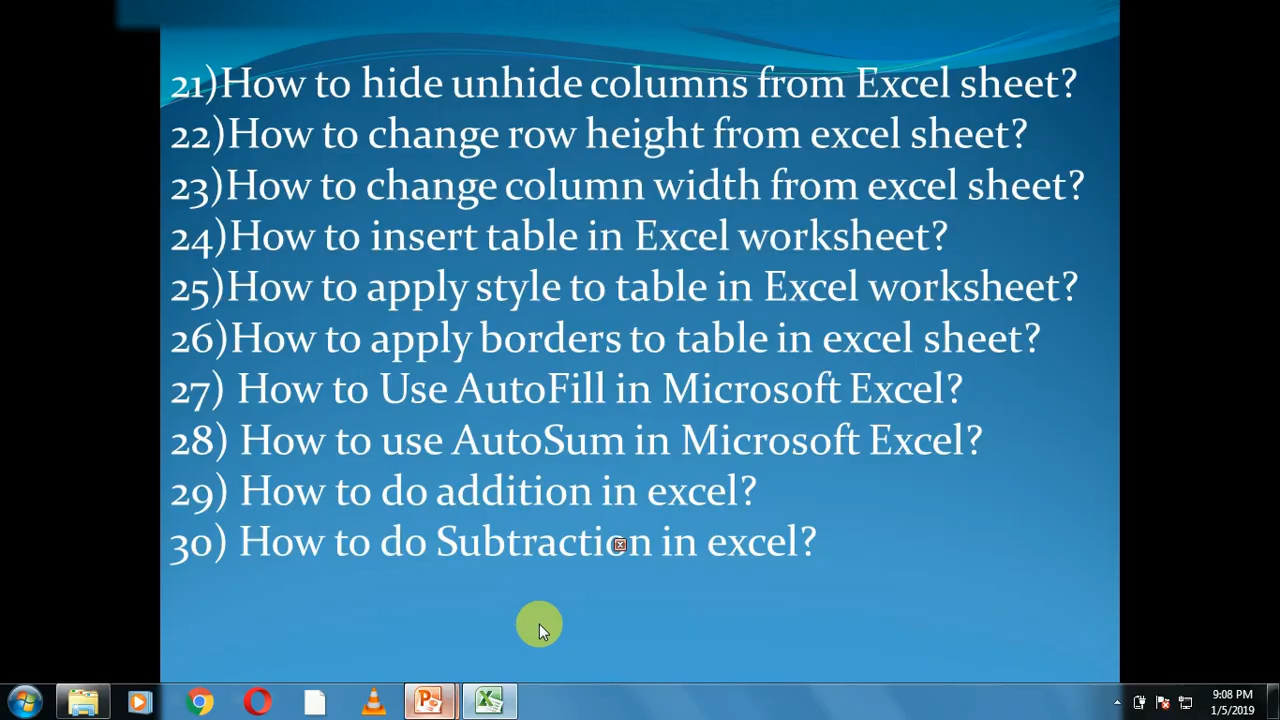 21)How to hide unhide columns from Excel sheet?
22)How to change row height from excel sheet?
23)How to change column width from excel sheet?
24)How to insert table in Excel worksheet?
25)How to apply style to table in Excel worksheet?
26)How to apply borders to table in excel sheet?
27) How to Use AutoFill in Microsoft Excel?
28) How to use AutoSum in Microsoft Excel?
29) How to do addition in excel?
30) How to do Subtraction in excel?
9:08 PM
1/5/2019